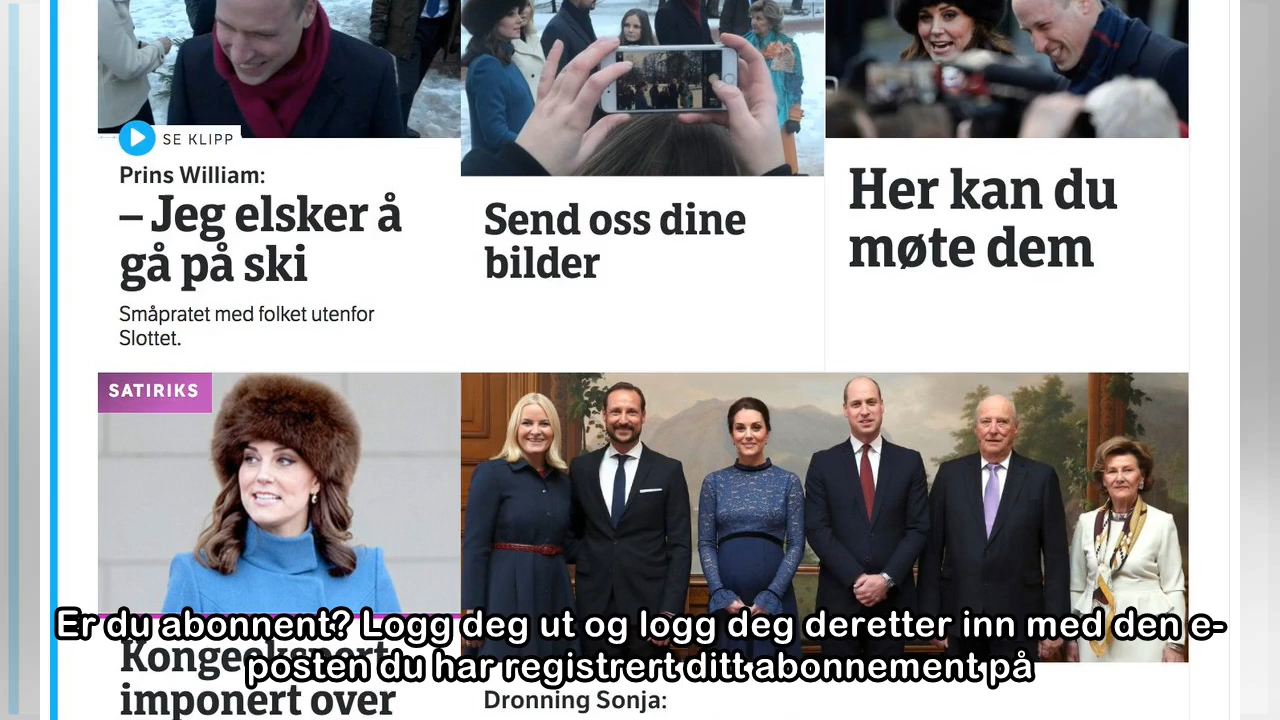 SE KLIPP
Prins William:
– Jeg elsker å
gå på ski
Småpratet med folket utenfor
Slottet.
Send oss dine
bilder
Her kan du
møte dem
SATIRIKS
Er du abonnent? Logg deg ut og logg deg deretter inn med den e-
posten du har registrert ditt abonnement på
Kongeekspert
imponert over
Dronning Sonja: